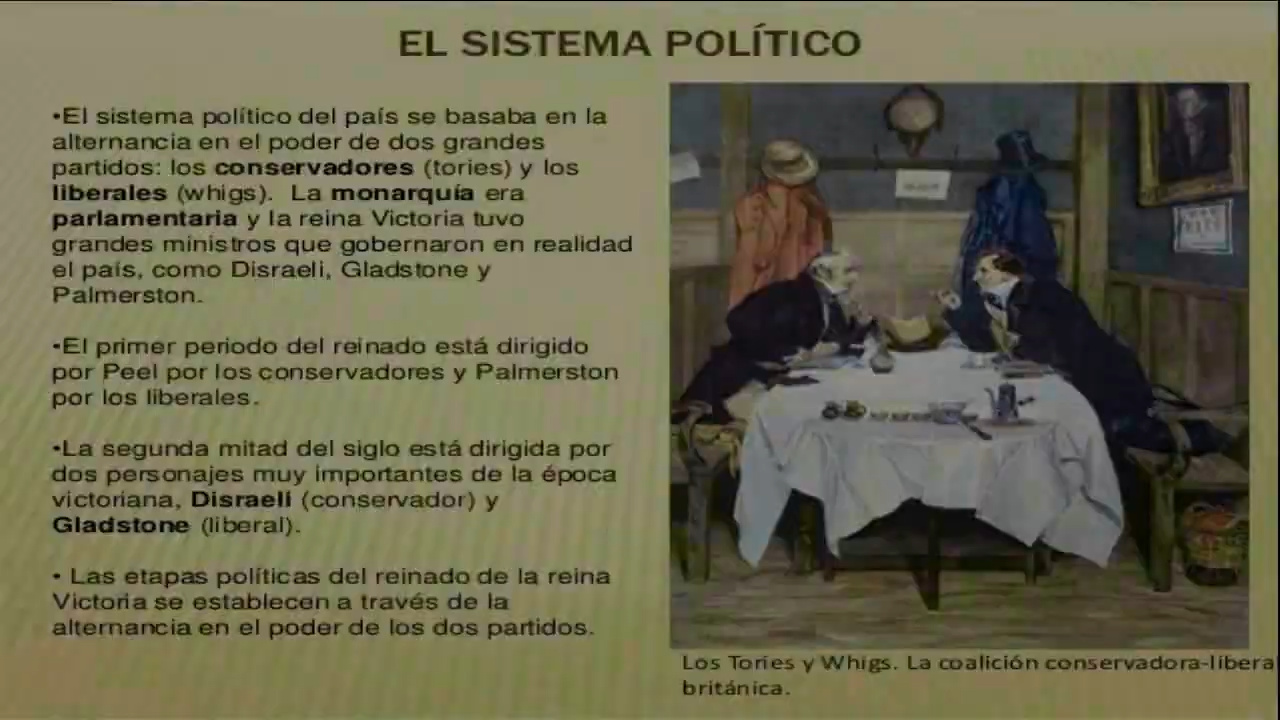 EL SISTEMA POLÍTICO
•El sistema político del país se basaba en la
alternancia en el poder de dos grandes
partidos: los conservadores (tories) y los
liberales (whigs). La monarquía era
parlamentaria y la reina Victoria tuvo
grandes ministros que gobernaron en realidad
el país, como Disraeli, Gladstone y
Palmerston.
•El primer periodo del reinado está dirigido
por Peel por los conservadores y Palmerston
por los liberales.
•La segunda mitad del siglo está dirigida por
dos personajes muy importantes de la época
victoriana, Disraeli (conservador) y
Gladstone (liberal).
• Las etapas políticas del reinado de la reina
Victoria se establecen a través de la
alternancia en el poder de los dos partidos.
Los Tories y Whigs. La coalición conservadora-libera
británica.